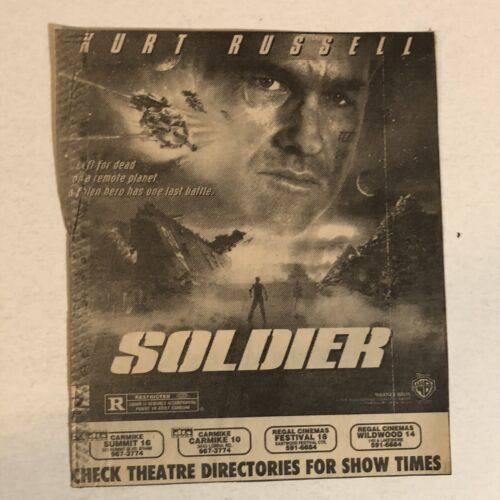 KURT RUSSELL
Left for dead
on a remote planet,
a fallen hero has one last battle.
SOLDIER
R RESTRICTED
WB
CARMIKE
SUMMIT 16
967-3774
CARMIKE
CARMIKE 10
967-3774
REGAL CINEMAS
FESTIVAL 18
591-6684
REGAL CINEMAS
WILDWOOD 14
591-6684
CHECK THEATRE DIRECTORIES FOR SHOW TIMES